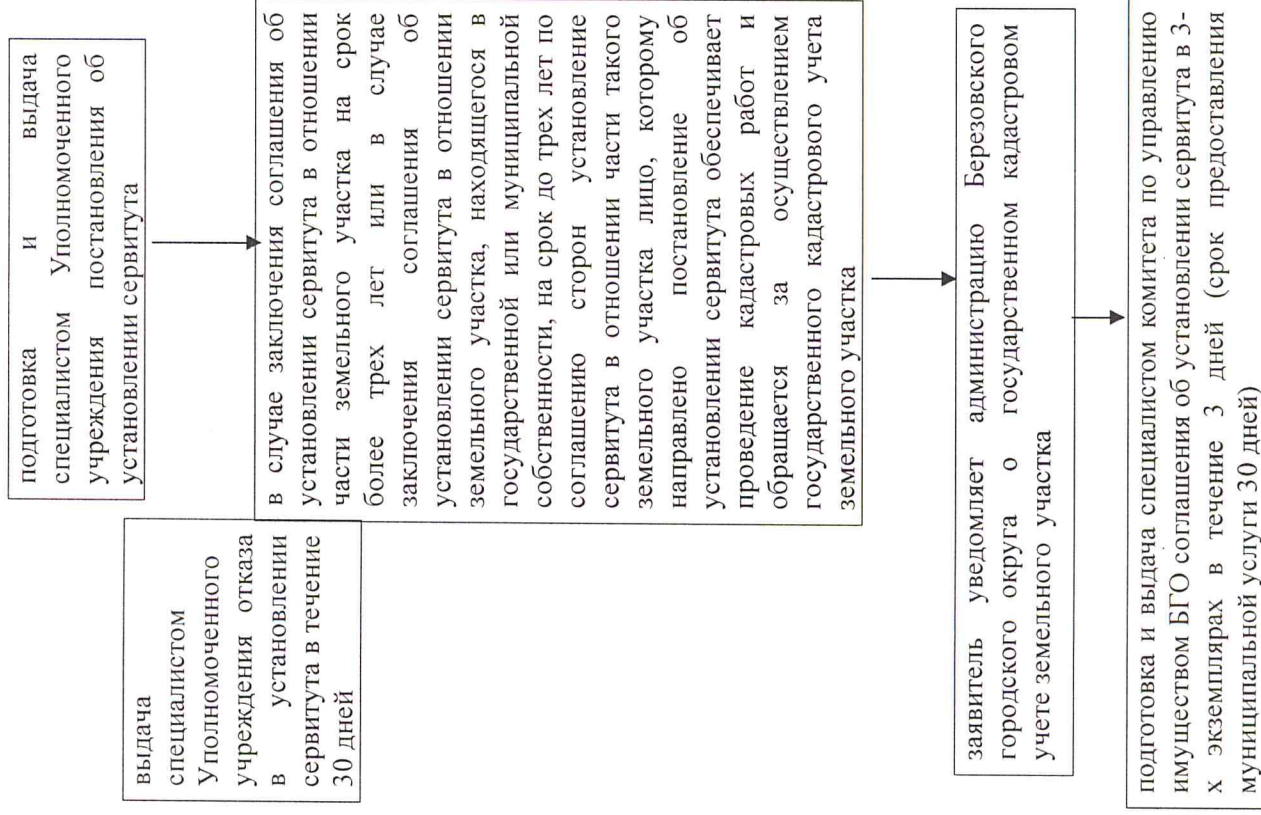 подготовка и выдача
специалистом Уполномоченного
учреждения постановления об
установлении сервитута
выдача
специалистом
Уполномоченного
учреждения отказа
в установлении
сервитута в течение
30 дней
в случае заключения соглашения об
установлении сервитута в отношении
части земельного участка на срок
более трех лет или в случае
заключения соглашения об
установлении сервитута в отношении
земельного участка, находящегося в
государственной или муниципальной
собственности, на срок до трех лет по
соглашению сторон установление
сервитута в отношении части такого
земельного участка лицо, которому
направлено постановление об
установлении сервитута обеспечивает
проведение кадастровых работ и
обращается за осуществлением
государственного кадастрового учета
земельного участка
заявитель уведомляет администрацию Березовского
городского округа о государственном кадастровом
учете земельного участка
подготовка и выдача специалистом комитета по управлению
имуществом БГО соглашения об установлении сервитута в 3-
х экземплярах в течение 3 дней (срок предоставления
муниципальной услуги 30 дней)